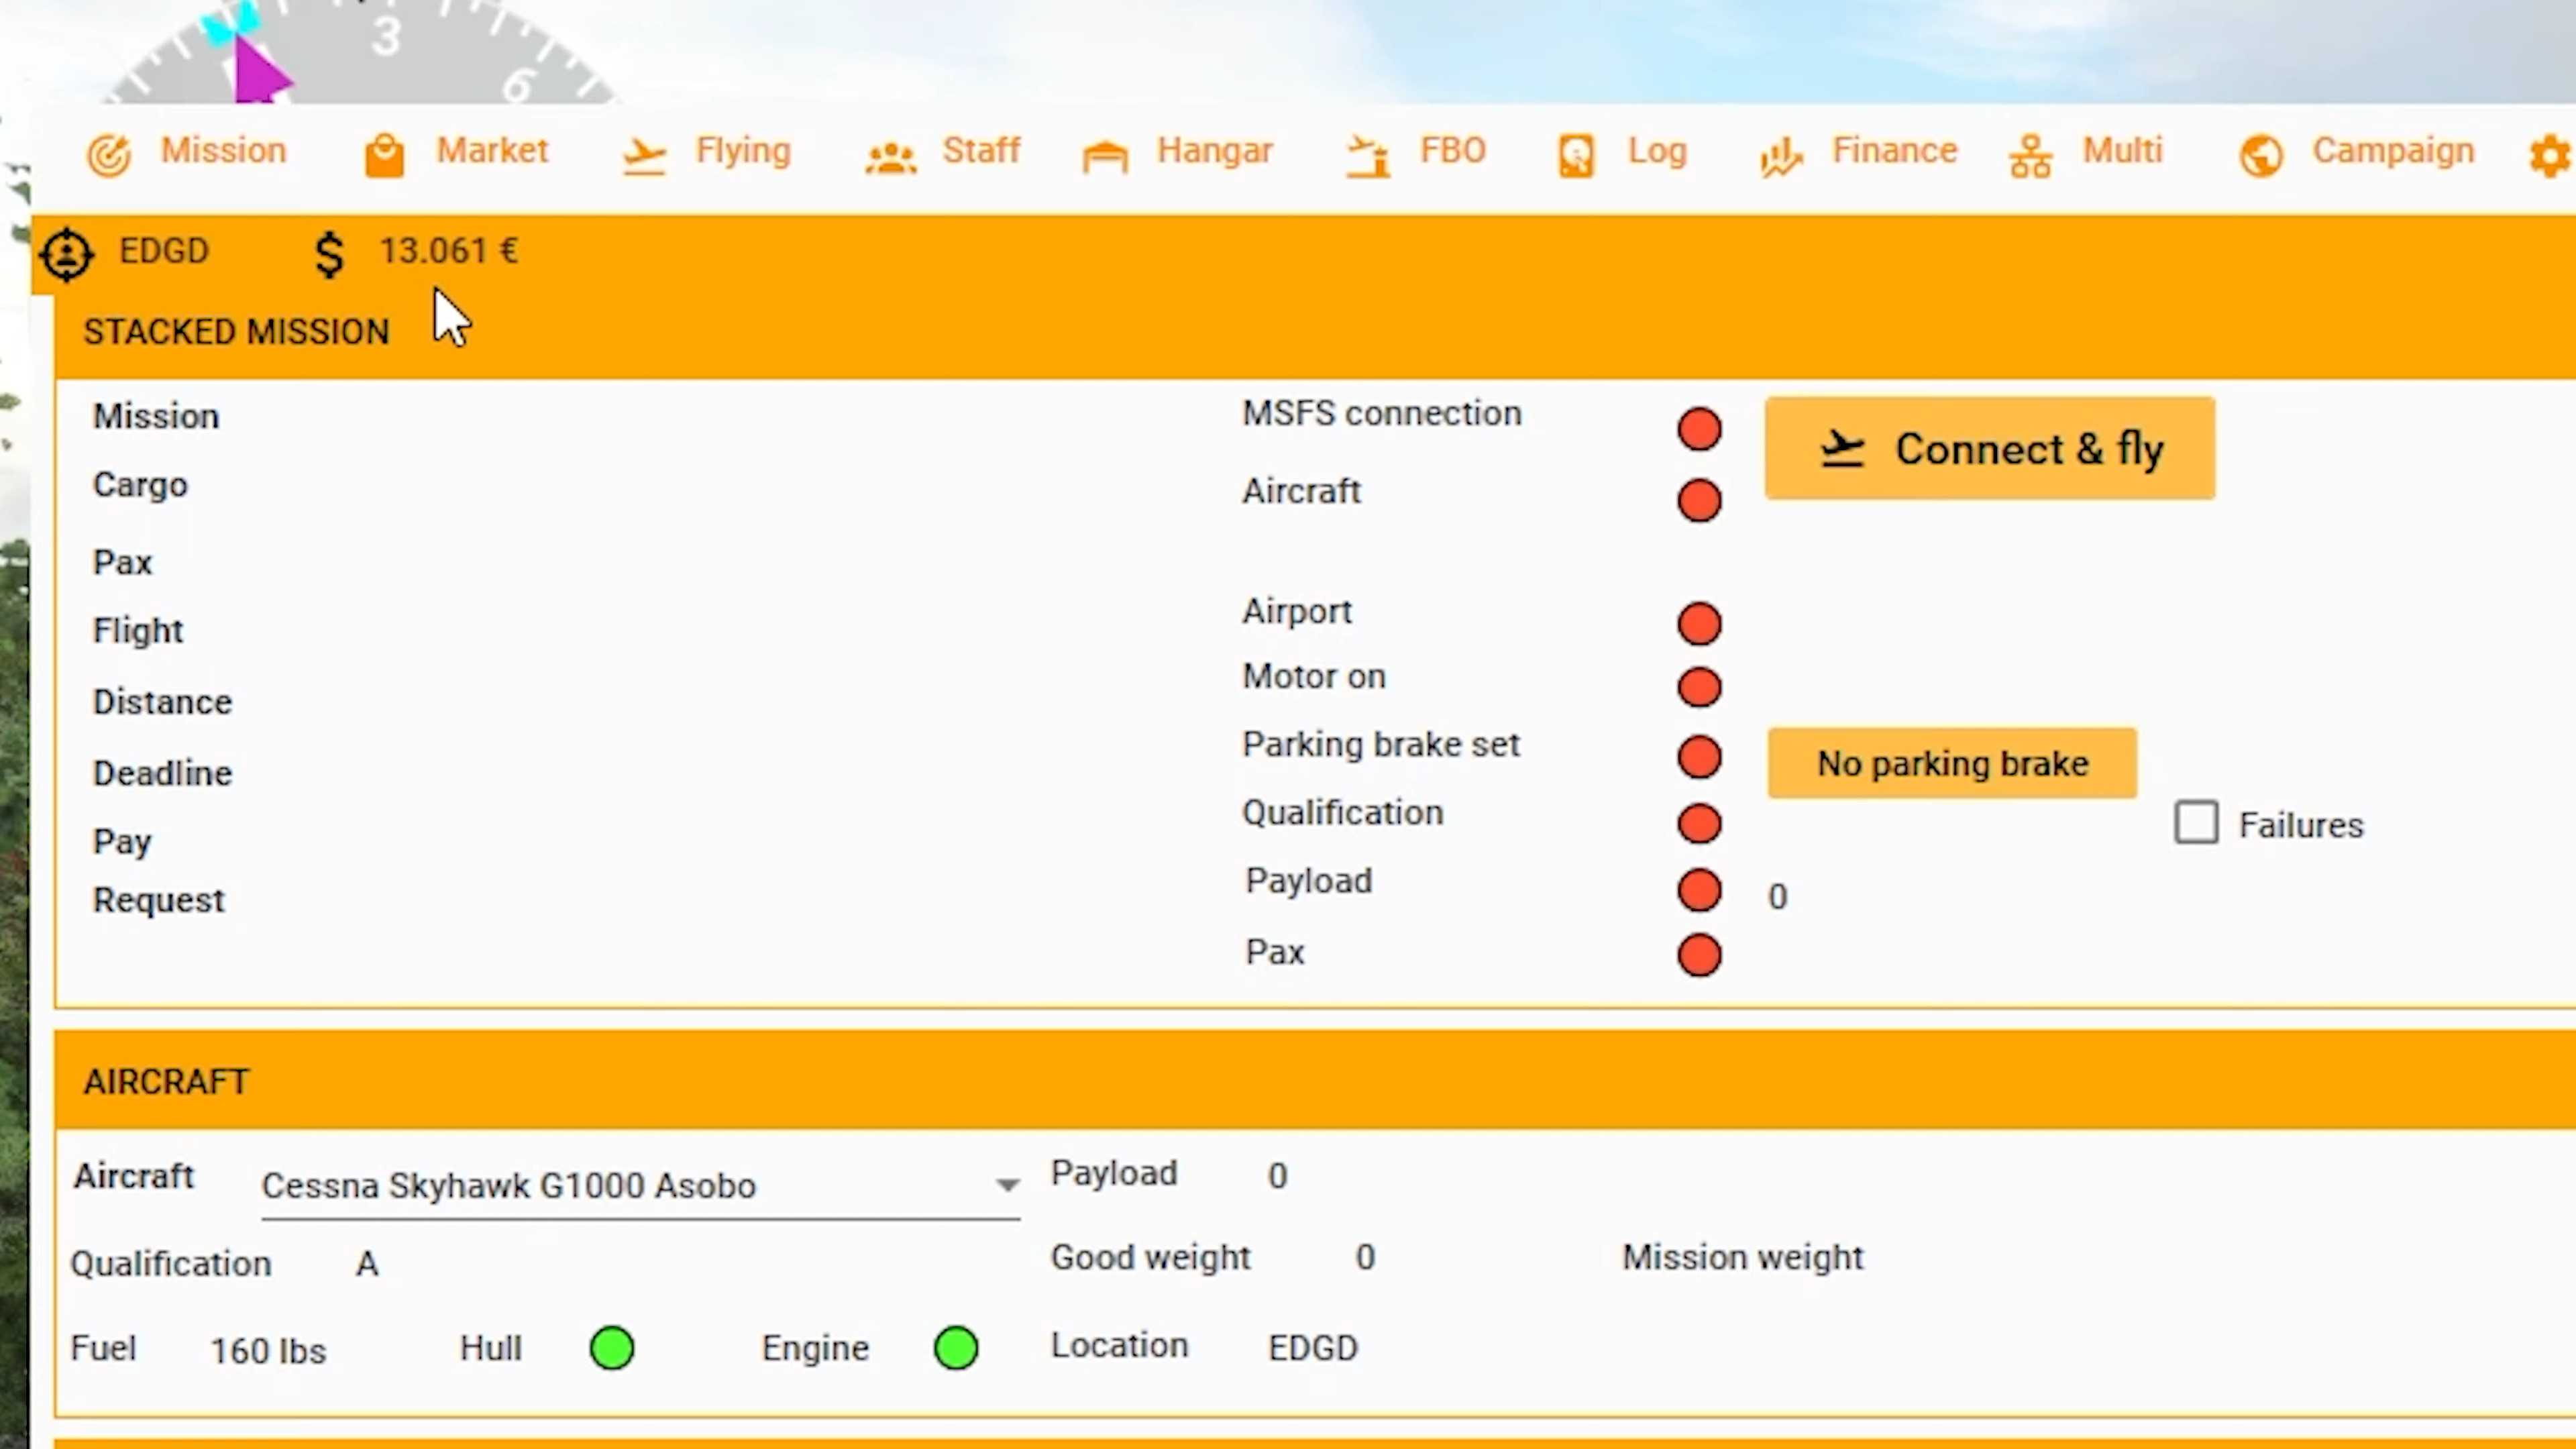 3
6
Mission Market Flying Staff Hangar FBO Log Finance Multi Campaign
EDGD $ 13.061 €
STACKED MISSION
Mission
Cargo
Pax
Flight
Distance
Deadline
Pay
Request
MSFS connection
Connect & fly
Aircraft
Airport
Motor on
Parking brake set
No parking brake
Qualification
Failures
Payload 0
Pax
AIRCRAFT
Aircraft Cessna Skyhawk G1000 Asobo Payload 0
Qualification A Good weight 0 Mission weight
Fuel 160 lbs Hull Engine Location EDGD